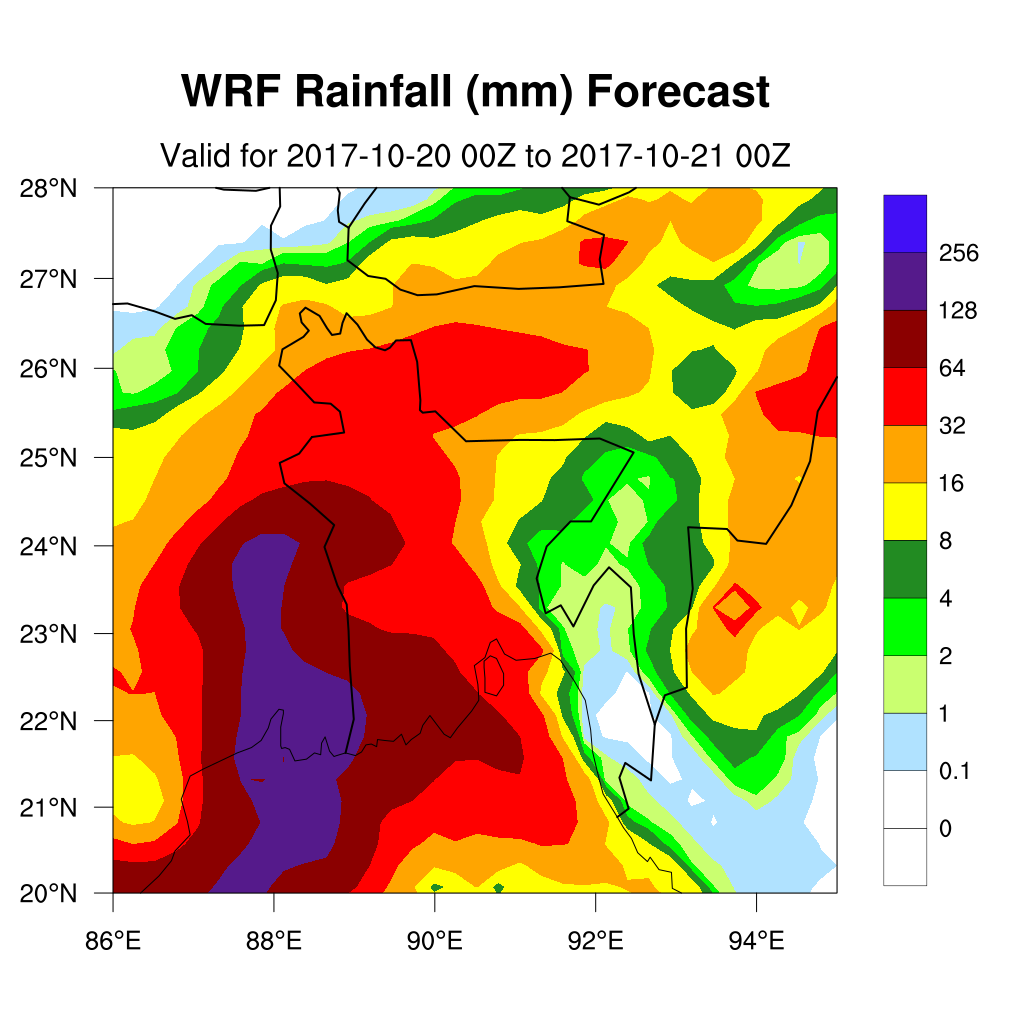 WRF Rainfall (mm) Forecast
Valid for 2017-10-20 00Z to 2017-10-21 00Z
28°N
27°N
26°N
25°N
24°N
23°N
22°N
21°N
20°N
86°E 88°E 90°E 92°E 94°E
256
128
64
32
16
8
4
2
1
0.1
0